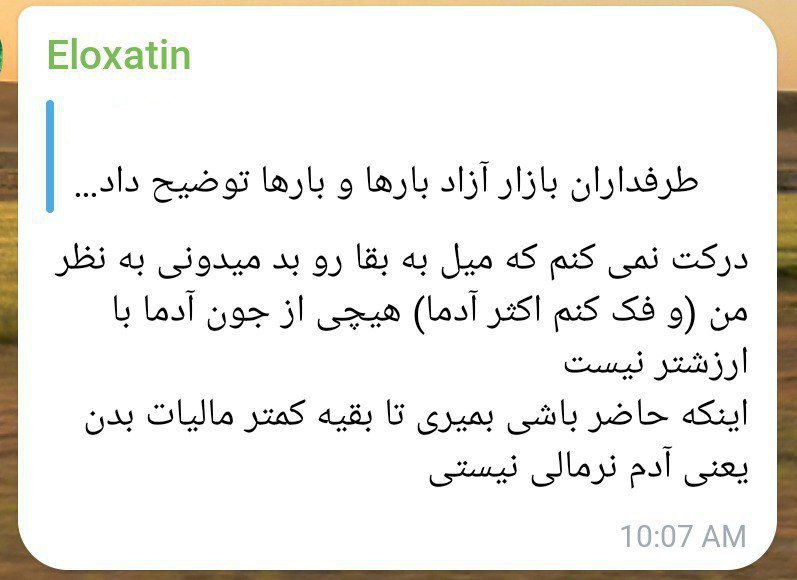 Eloxatin
طرفداران بازار آزاد بارها و بارها توضیح داد...
درکت نمی کنم که میل به بقا رو بد میدونی به نظر
من (و فک کنم اکثر آدما) هیچی از جون آدما با
ارزشتر نیست
اینکه حاضر باشی بمیری تا بقیه کمتر مالیات بدن
یعنی آدم نرمالی نیستی
10:07 AM